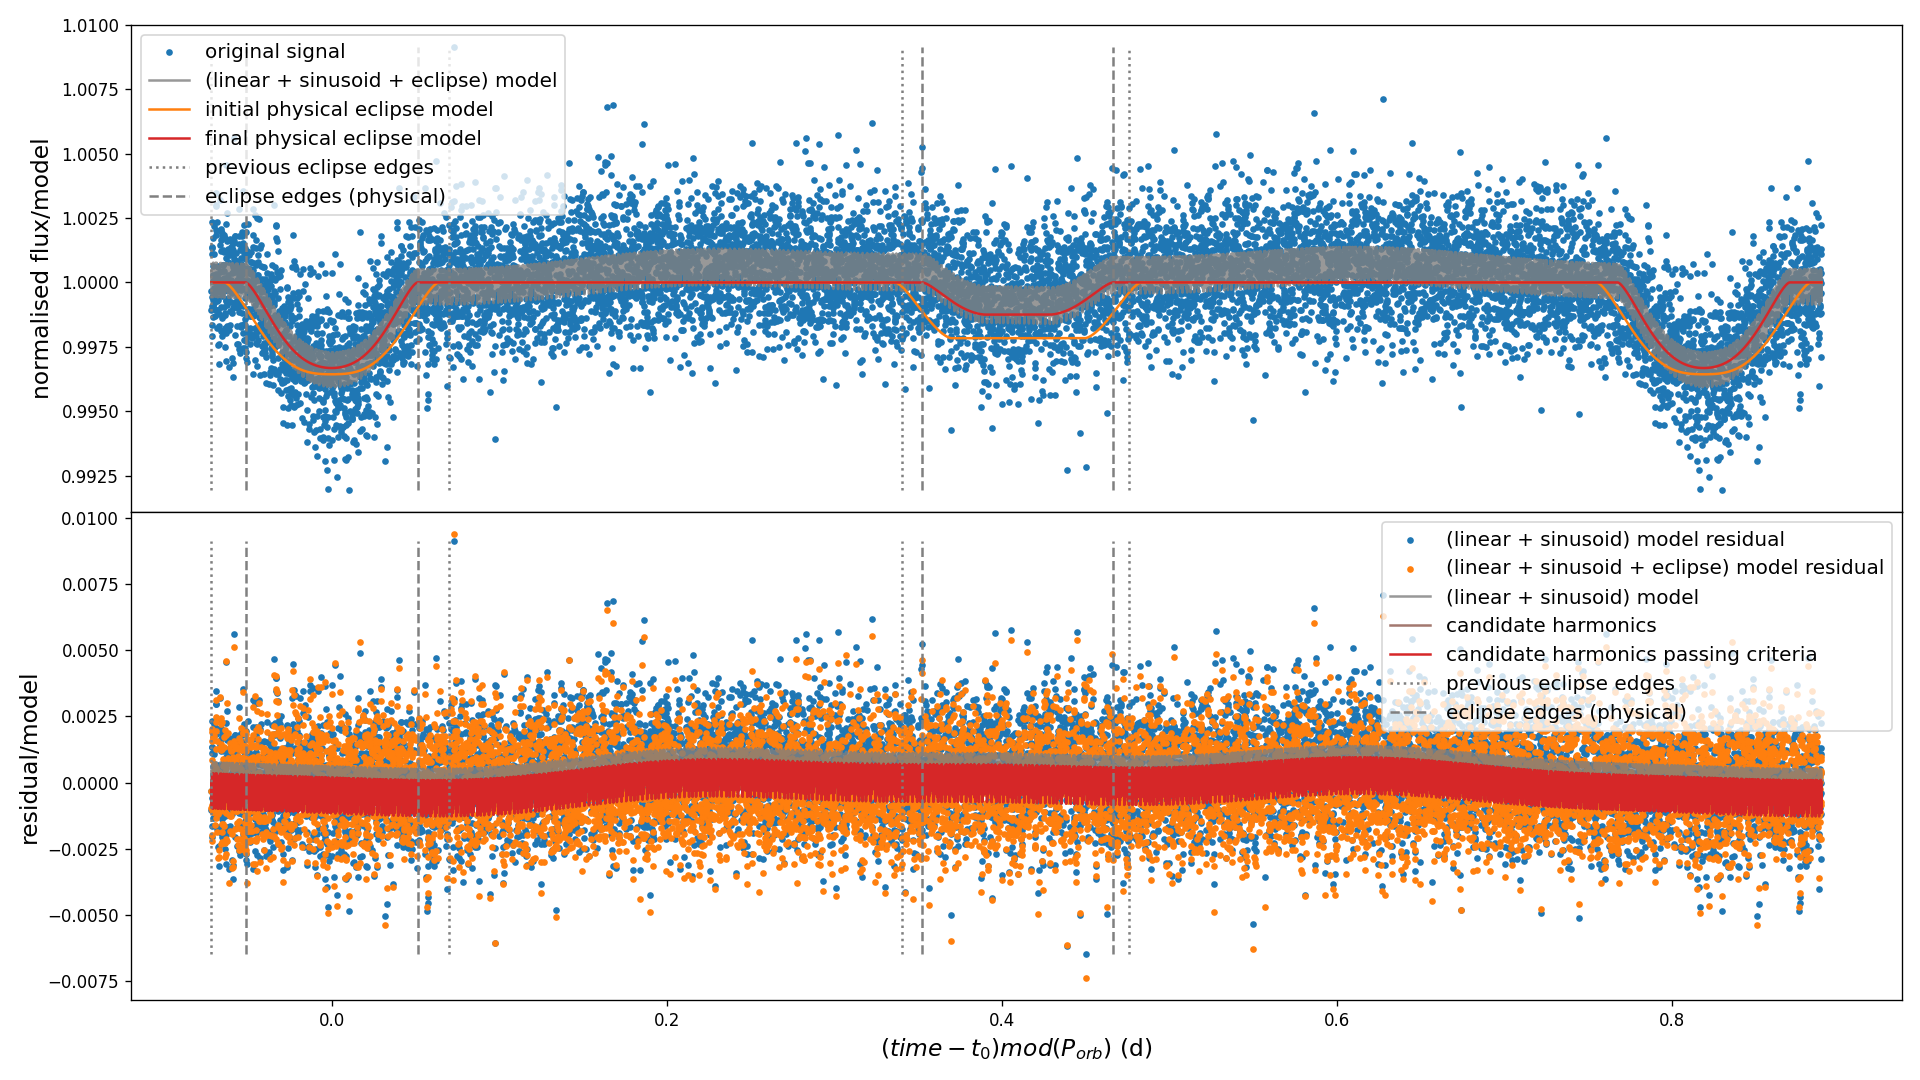 1.0100
1.0075
1.0050
1.0025
1.0000
0.9975
0.9950
0.9925
normalised flux/model
original signal
(linear + sinusoid + eclipse) model
initial physical eclipse model
final physical eclipse model
previous eclipse edges
eclipse edges (physical)
0.0100
0.0075
0.0050
0.0025
0.0000
−0.0025
−0.0050
−0.0075
residual/model
(linear + sinusoid) model residual
(linear + sinusoid + eclipse) model residual
(linear + sinusoid) model
candidate harmonics
candidate harmonics passing criteria
previous eclipse edges
eclipse edges (physical)
0.0 0.2 0.4 0.6 0.8
(time − t₀)mod(Pₒᵣb) (d)